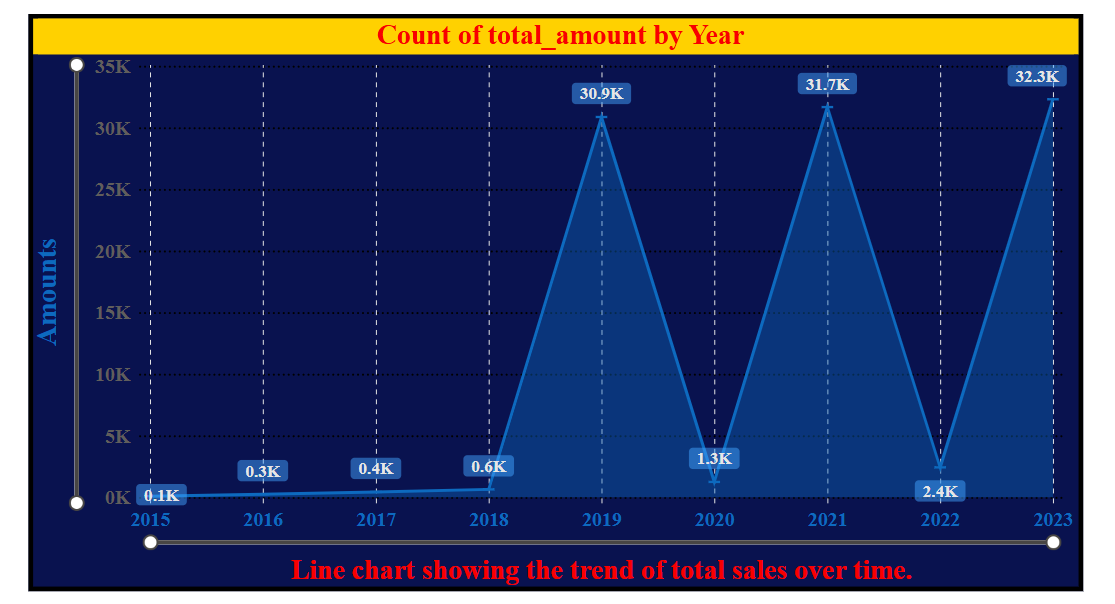 Count of total_amount by Year
35K
30K
25K
20K
15K
10K
5K
0K
Amounts
0.1K
0.3K
0.4K
0.6K
30.9K
1.3K
31.7K
2.4K
32.3K
2015 2016 2017 2018 2019 2020 2021 2022 2023
Line chart showing the trend of total sales over time.